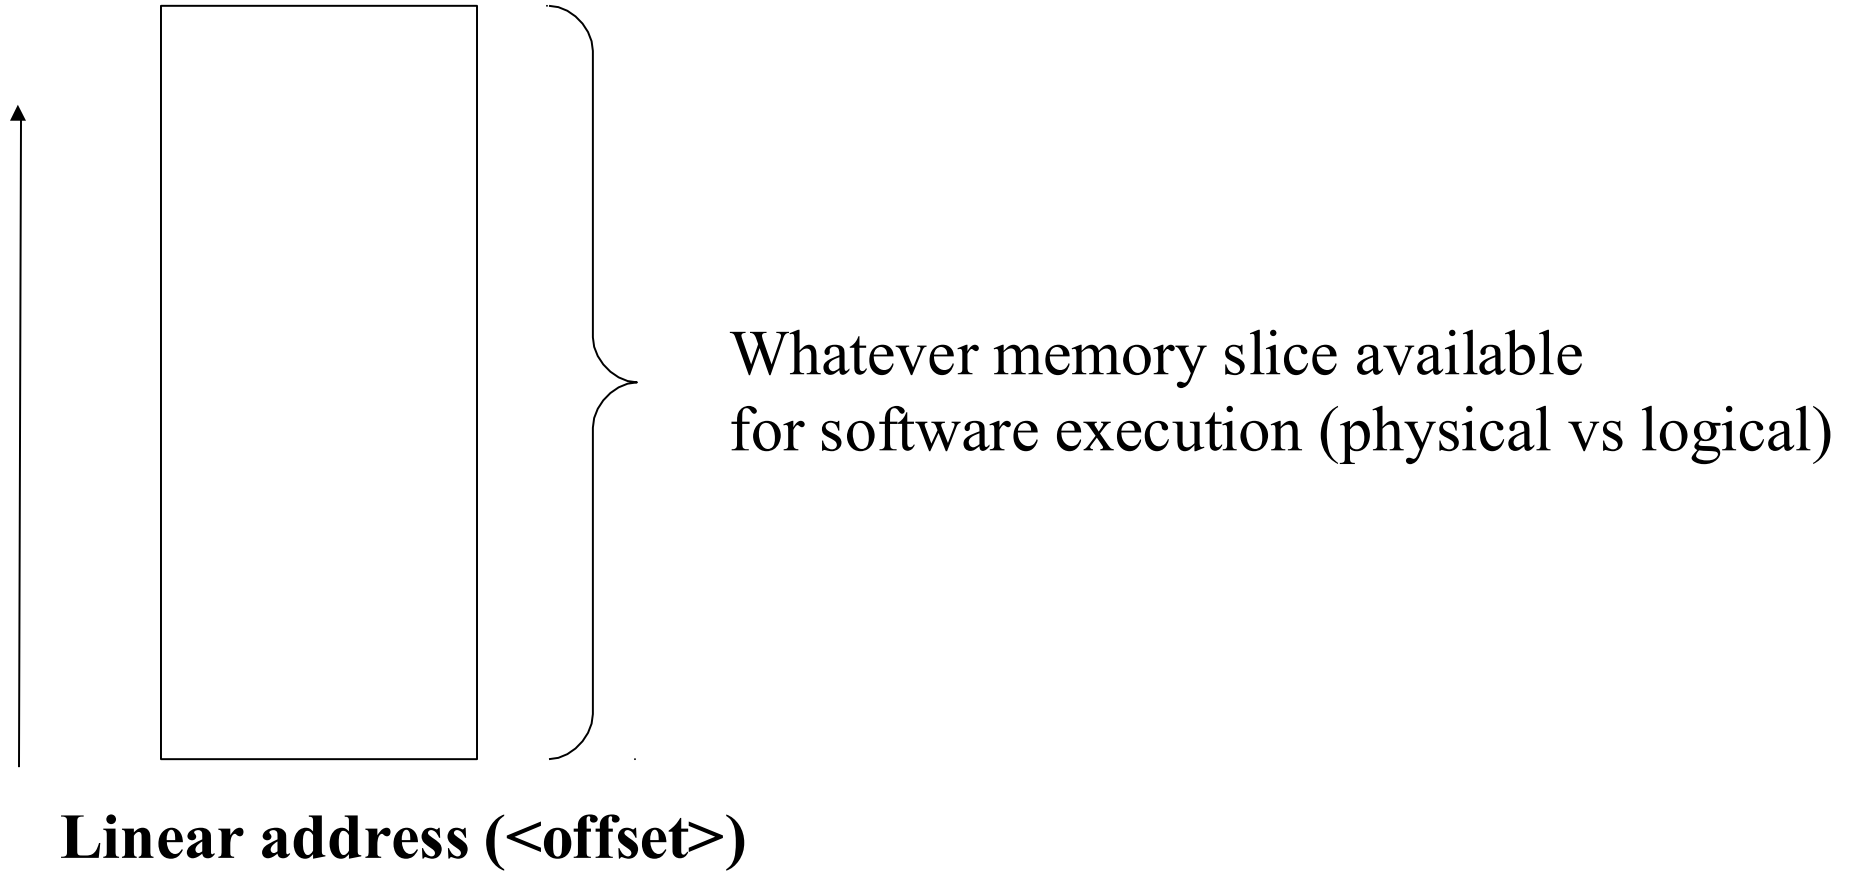 Whatever memory slice available
for software execution (physical vs logical)
Linear address (<offset>)